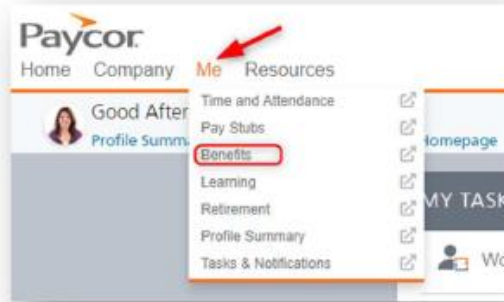 Paycor
Home Company Me Resources
Time and Attendance
Good After
Pay Stubs
Profile Summ
Homepage
Benefits
Learning
MY TASK
Retirement
Profile Summary
Wo
Tasks & Notifications